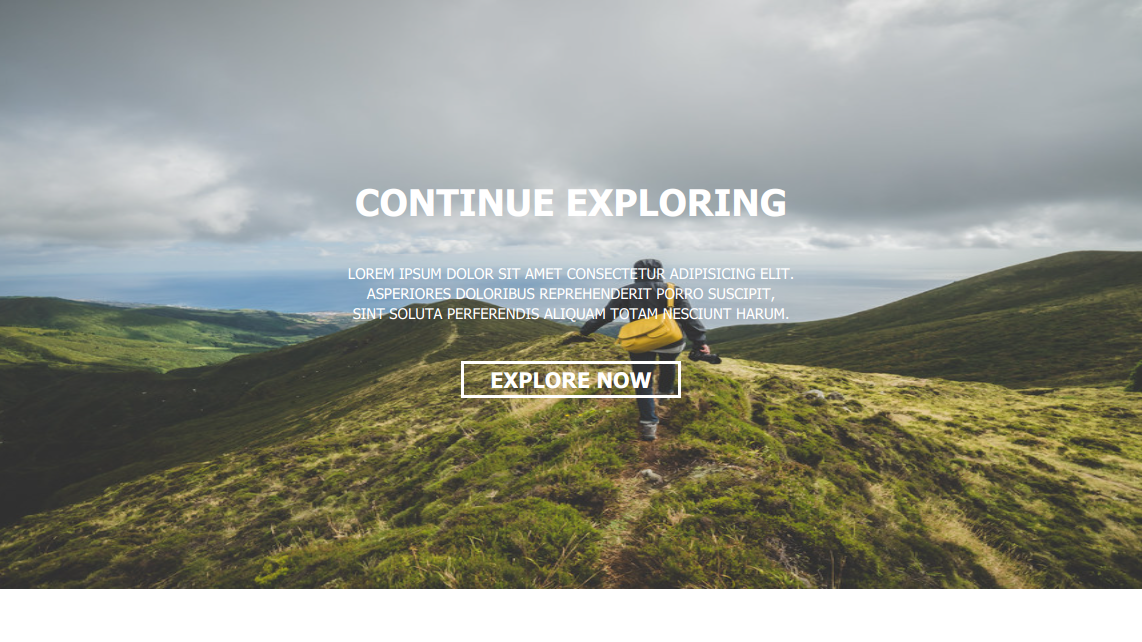 CONTINUE EXPLORING
LOREM IPSUM DOLOR SIT AMET CONSECTETUR ADIPISICING ELIT.
ASPERIORES DOLORIBUS REPREHENDERIT PORRO SUSCIPIT,
SINT SOLUTA PERFERENDIS ALIQUAM TOTAM NESCIUNT HARUM.
EXPLORE NOW